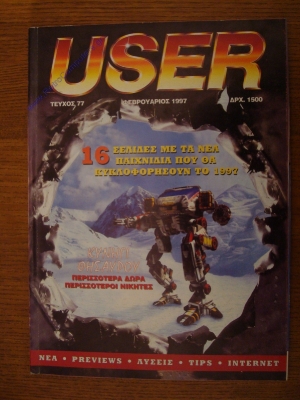 USER
ΤΕΥΧΟΣ 77
ΦΕΒΡΟΥΑΡΙΟΣ 1997
ΔΡΧ. 1500
16 ΣΕΛΙΔΕΣ ΜΕ ΤΑ ΝΕΑ
ΠΑΙΧΝΙΔΙΑ ΠΟΥ ΘΑ
ΚΥΚΛΟΦΟΡΗΣΟΥΝ ΤΟ 1997
ΠΕΡΙΣΣΟΤΕΡΑ ΔΩΡΑ
ΠΕΡΙΣΣΟΤΕΡΟΙ ΝΙΚΗΤΕΣ
ΝΕΑ • PREVIEWS • ΛΥΣΕΙΣ • TIPS • INTERNET